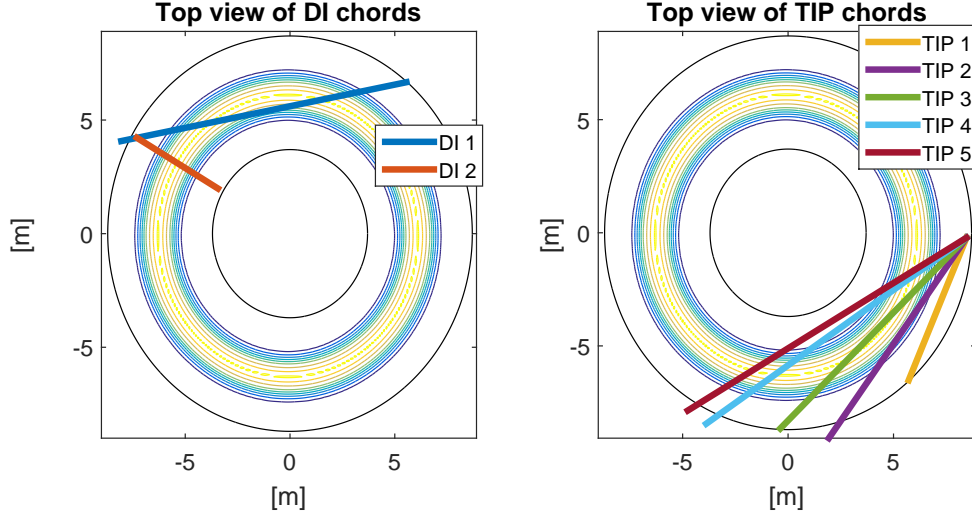 Top view of DI chords
5
0
-5
[m]
-5
0
5
[m]
DI 1
DI 2
Top view of TIP chords
5
0
-5
[m]
-5
0
5
[m]
TIP 1
TIP 2
TIP 3
TIP 4
TIP 5